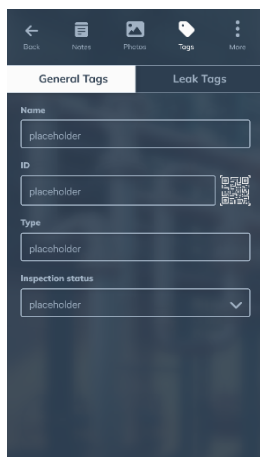 Back Notes Photos Tags More
General Tags Leak Tags
Name
placeholder
ID
placeholder
Type
placeholder
Inspection status
placeholder